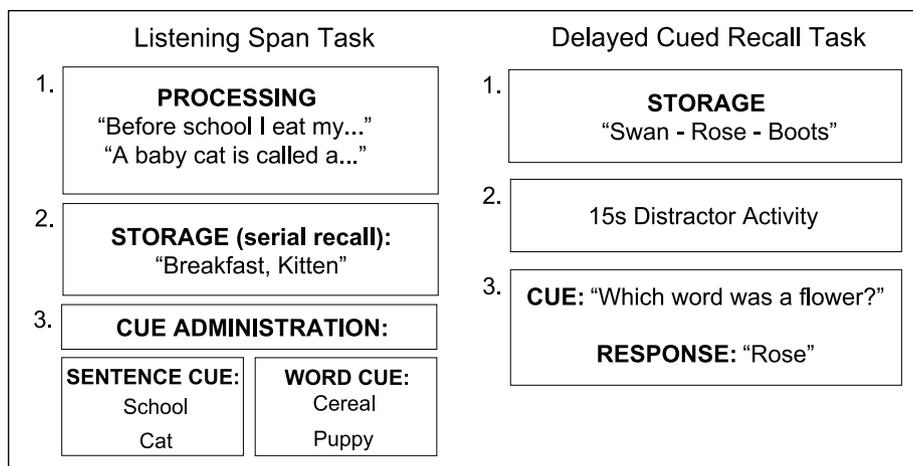 Listening Span Task
1.
PROCESSING
“Before school I eat my...”
“A baby cat is called a...”
2.
STORAGE (serial recall):
“Breakfast, Kitten”
3.
CUE ADMINISTRATION:
SENTENCE CUE:
School
Cat
WORD CUE:
Cereal
Puppy
Delayed Cued Recall Task
1.
STORAGE
“Swan - Rose - Boots”
2.
15s Distractor Activity
3.
CUE: “Which word was a flower?”
RESPONSE: “Rose”